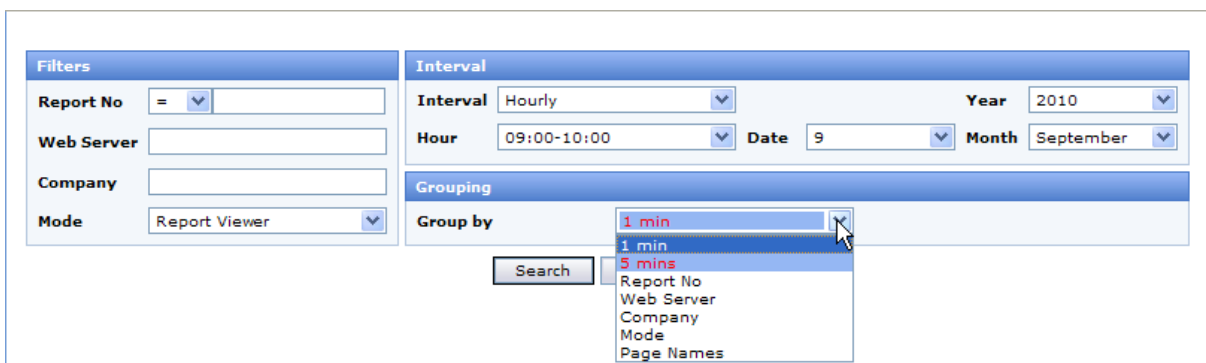 Filters
Report No = 
Web Server
Company
Mode Report Viewer
Interval
Interval Hourly Year 2010
Hour 09:00-10:00 Date 9 Month September
Grouping
Group by 1 min
1 min
5 mins
Report No
Web Server
Company
Mode
Page Names
Search